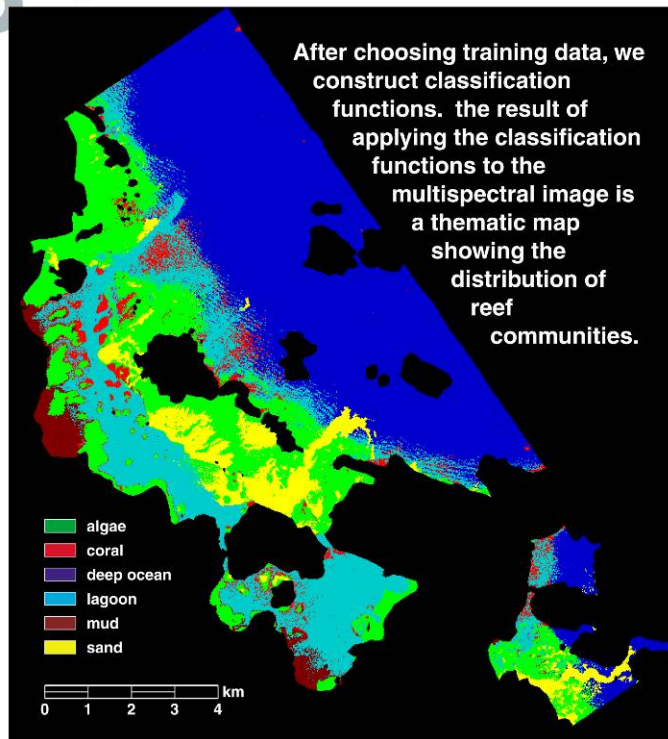 After choosing training data, we
construct classification
functions. the result of
applying the classification
functions to the
multispectral image is
a thematic map
showing the
distribution of
reef
communities.
algae
coral
deep ocean
lagoon
mud
sand
km
0 1 2 3 4